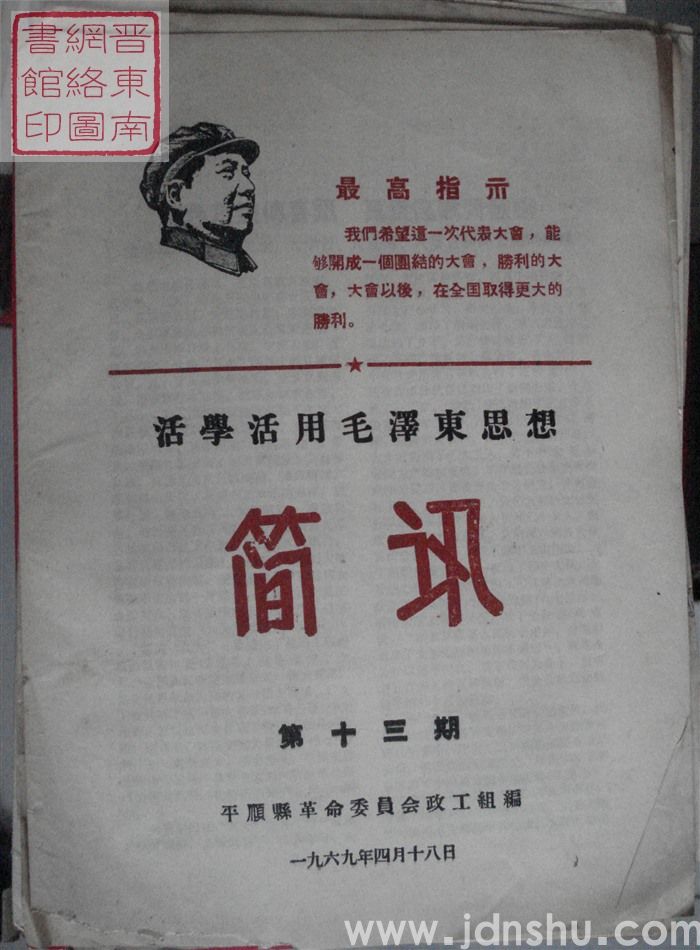 晋東南
網絡圖
書館印
最高指示
我們希望這一次代表大會，能
够開成一個團結的大會，勝利的大
會，大會以後，在全国取得更大的
勝利。
活學活用毛澤東思想
简讯
第十三期
平順縣革命委員会政工組編
一九六九年四月十八日
www.jdnshu.com